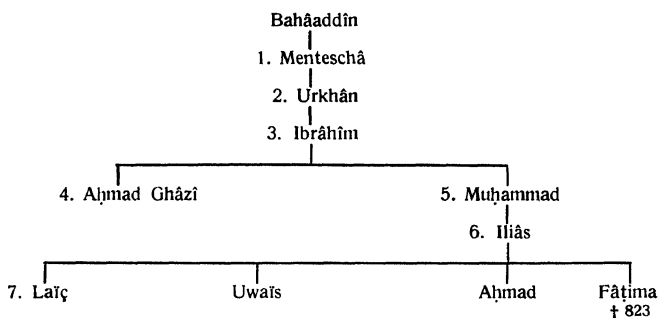 Bahâaddîn
1. Menteschâ
2. Urkhân
3. Ibrâhîm
4. Aḥmad Ghâzî 5. Muḥammad
6. Iliâs
7. Laïç Uwaïs Aḥmad Fâṭima
† 823